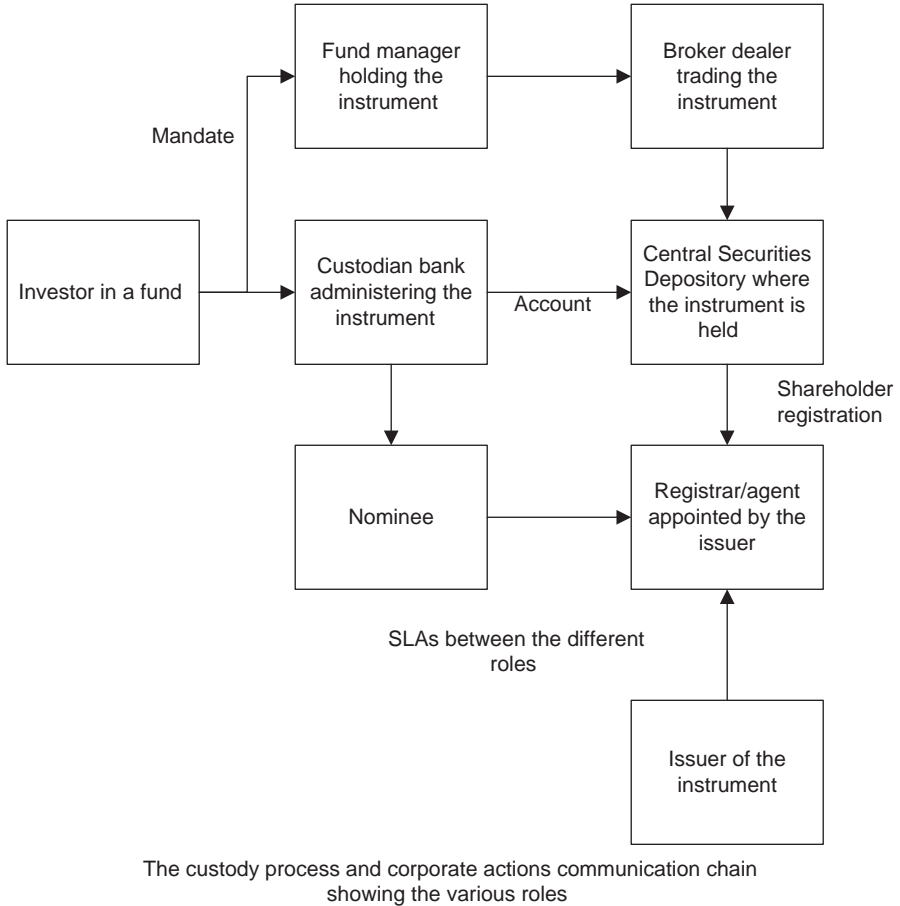 Fund manager
holding the
instrument
Broker dealer
trading the
instrument
Mandate
Investor in a fund
Custodian bank
administering the
instrument
Account
Central Securities
Depository where
the instrument is
held
Shareholder
registration
Nominee
Registrar/agent
appointed by the
issuer
SLAs between the different
roles
Issuer of the
instrument
The custody process and corporate actions communication chain
showing the various roles